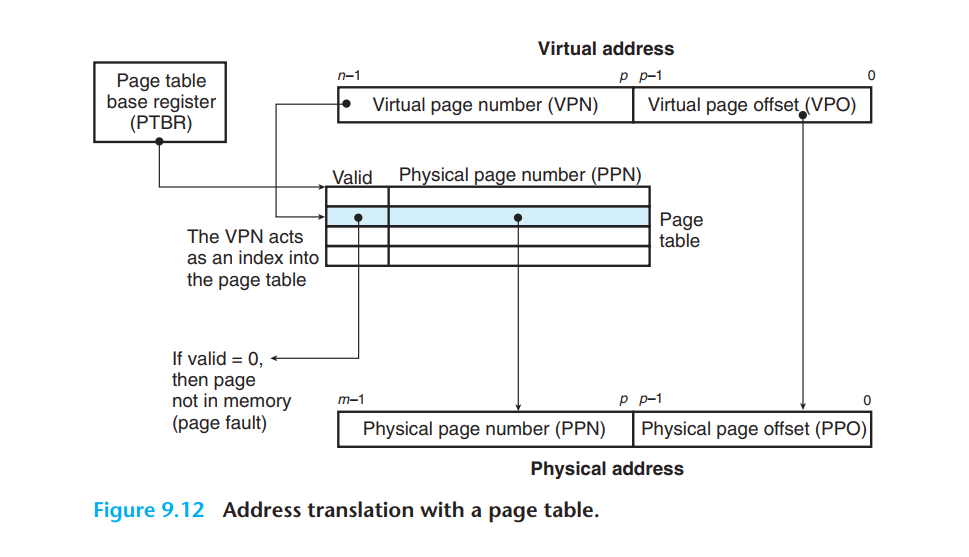 Virtual address
n–1 p p–1 0
Page table
base register
(PTBR)
Virtual page number (VPN) Virtual page offset (VPO)
Valid Physical page number (PPN)
Page
table
The VPN acts
as an index into
the page table
If valid = 0,
then page
not in memory
(page fault)
m–1 p p–1 0
Physical page number (PPN) Physical page offset (PPO)
Physical address
Figure 9.12 Address translation with a page table.